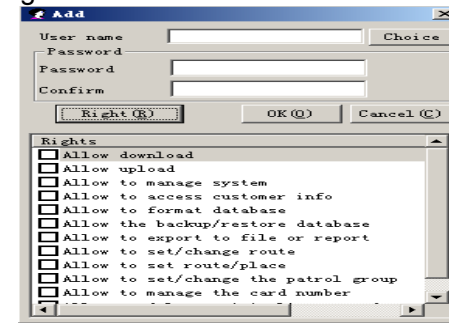 Add
User name Choice
Password
Password
Confirm
Right(R) OK(O) Cancel(C)
Rights
Allow download
Allow upload
Allow to manage system
Allow to access customer info
Allow to format database
Allow the backup/restore database
Allow to export to file or report
Allow to set/change route
Allow to set route/place
Allow to set/change the patrol group
Allow to manage the card number